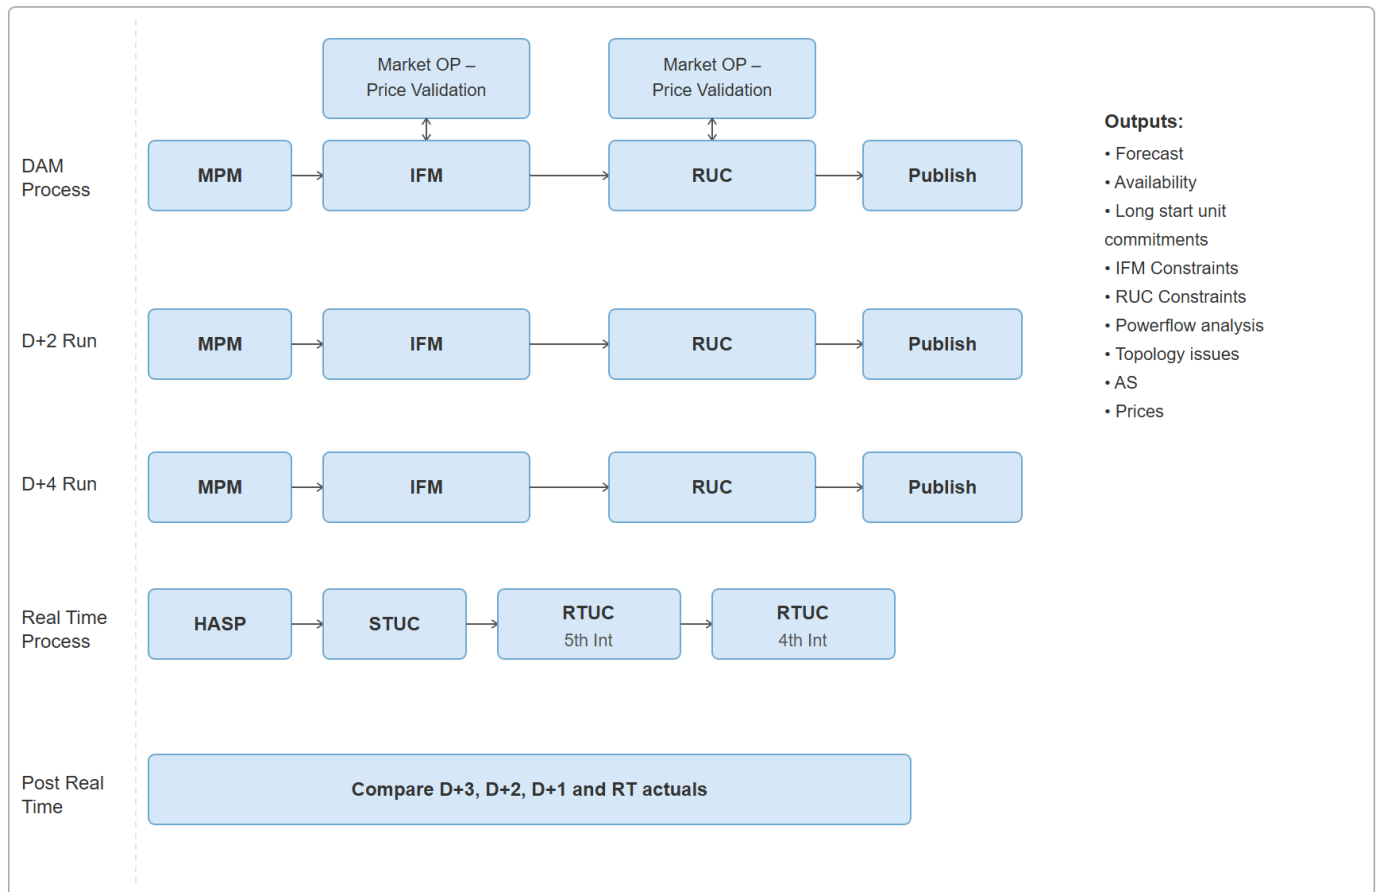 Market OP –
Price Validation
Market OP –
Price Validation
DAM
Process
MPM
IFM
RUC
Publish
Outputs:
• Forecast
• Availability
• Long start unit
commitments
• IFM Constraints
• RUC Constraints
• Powerflow analysis
• Topology issues
• AS
• Prices
D+2 Run
MPM
IFM
RUC
Publish
D+4 Run
MPM
IFM
RUC
Publish
Real Time
Process
HASP
STUC
RTUC
5th Int
RTUC
4th Int
Post Real
Time
Compare D+3, D+2, D+1 and RT actuals